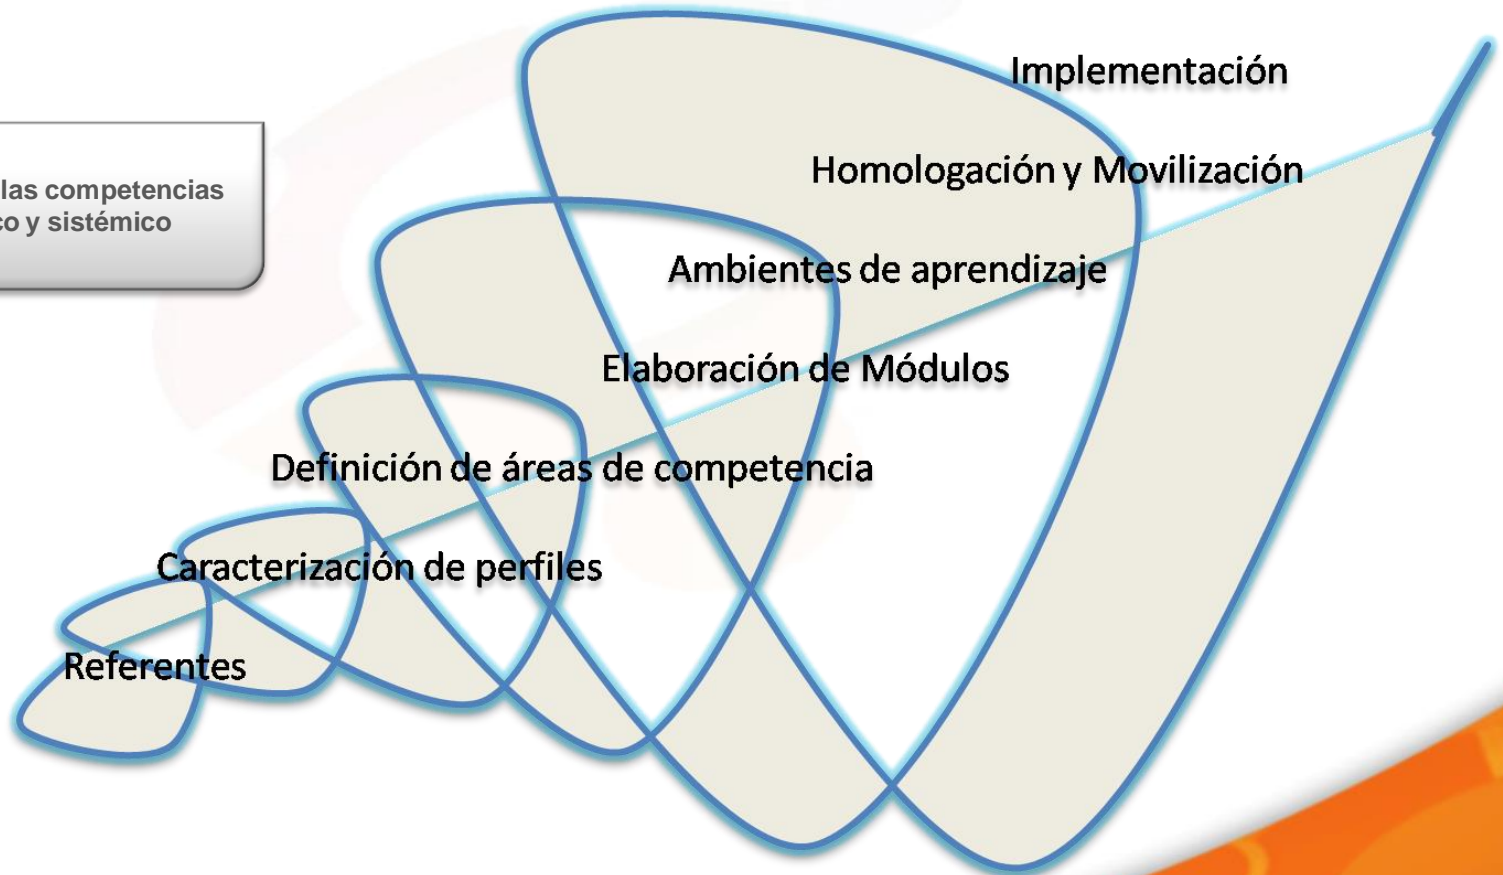 Implementación
Homologación y Movilización
las competencias
co y sistémico
Ambientes de aprendizaje
Elaboración de Módulos
Definición de áreas de competencia
Caracterización de perfiles
Referentes